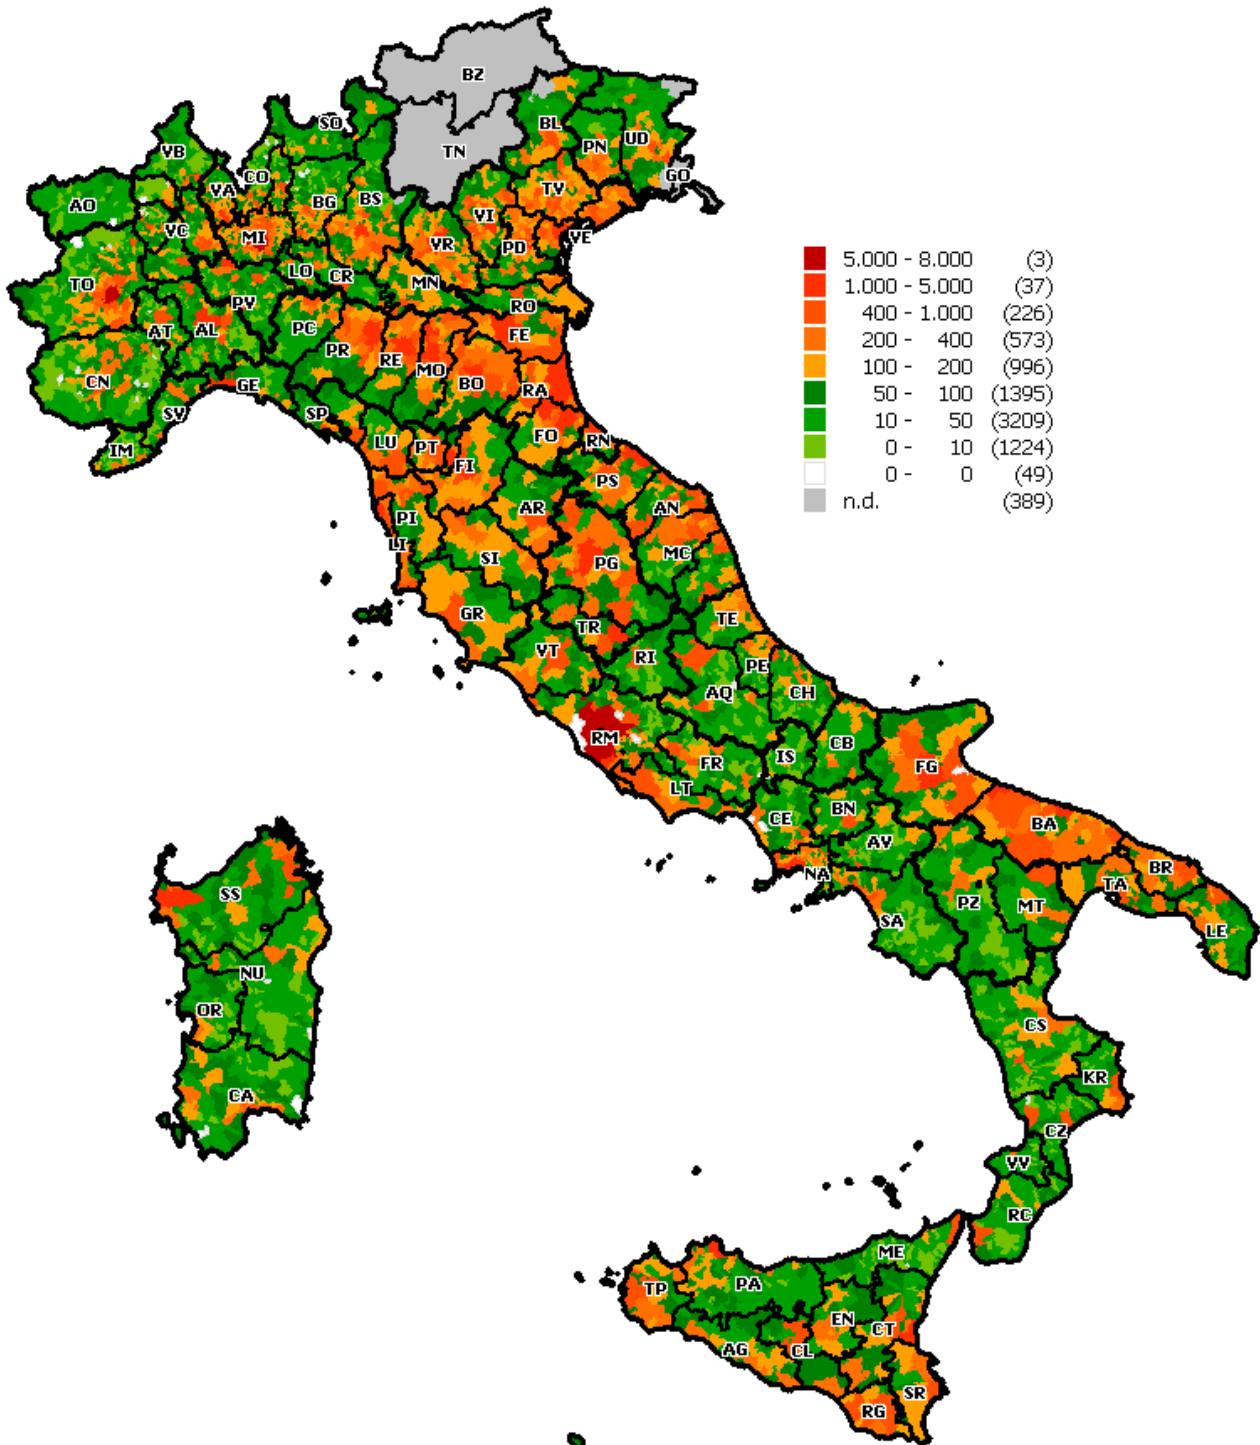 BZ
SO
BL
PN
UD
TN
VB
CO
GO
VA
TV
AO
BG
BS
VI
VC
MI
VR
PD
VE
LO
CR
TO
MN
PV
RO
AT
AL
PC
FE
PR
RE
MO
BO
CN
GE
RA
SV
SP
LU
PT
FO
RN
IM
FI
PS
PI
AR
AN
LI
SI
MC
PG
GR
TR
TE
VT
RI
PE
AQ
CH
RM
IS
CB
FR
FG
LT
CE
BN
BA
AV
NA
BR
TA
SS
PZ
MT
SA
LE
NU
OR
CS
KR
CA
CZ
VV
RC
ME
TP
PA
EN
CT
AG
CL
SR
RG
5.000 - 8.000 (3)
1.000 - 5.000 (37)
400 - 1.000 (226)
200 - 400 (573)
100 - 200 (996)
50 - 100 (1395)
10 - 50 (3209)
0 - 10 (1224)
0 - 0 (49)
n.d. (389)